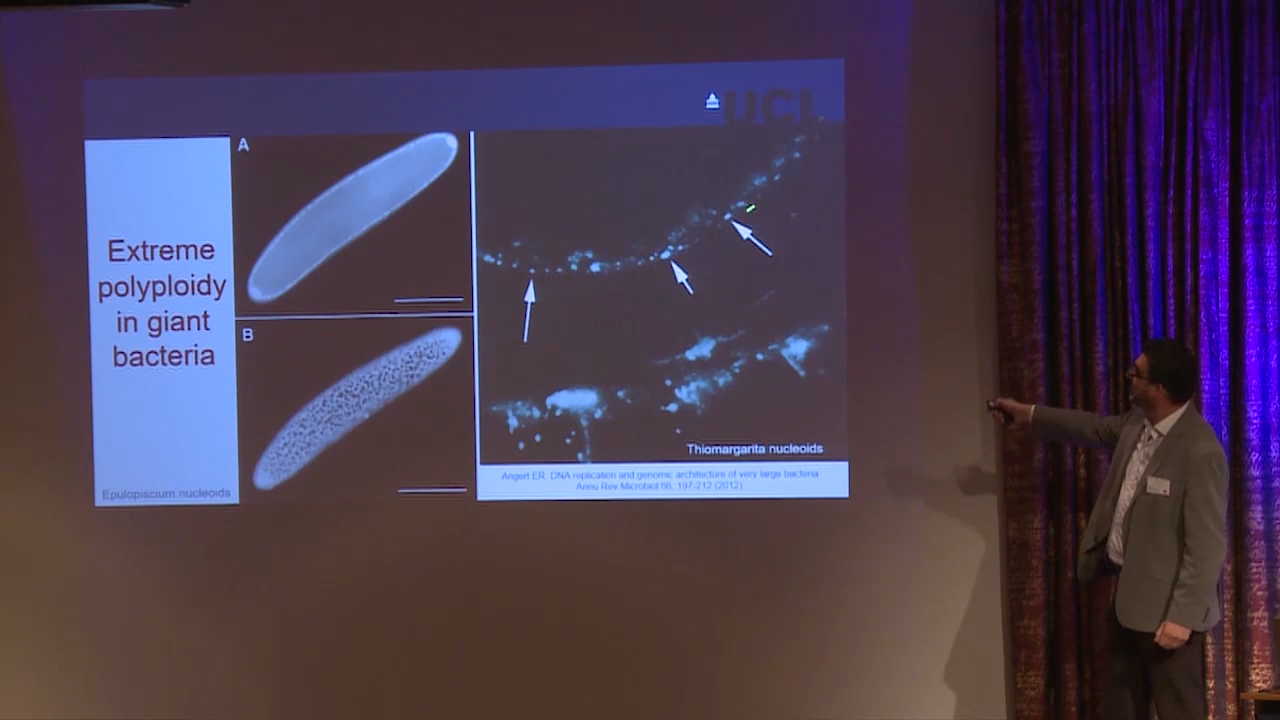 UCL
Extreme
polyploidy
in giant
bacteria
Epulopiscium nucleoids
A
B
Thiomargarita nucleoids
Angert ER. DNA replication and genomic architecture of very large bacteria.
Annu Rev Microbiol 66, 197-212 (2012)